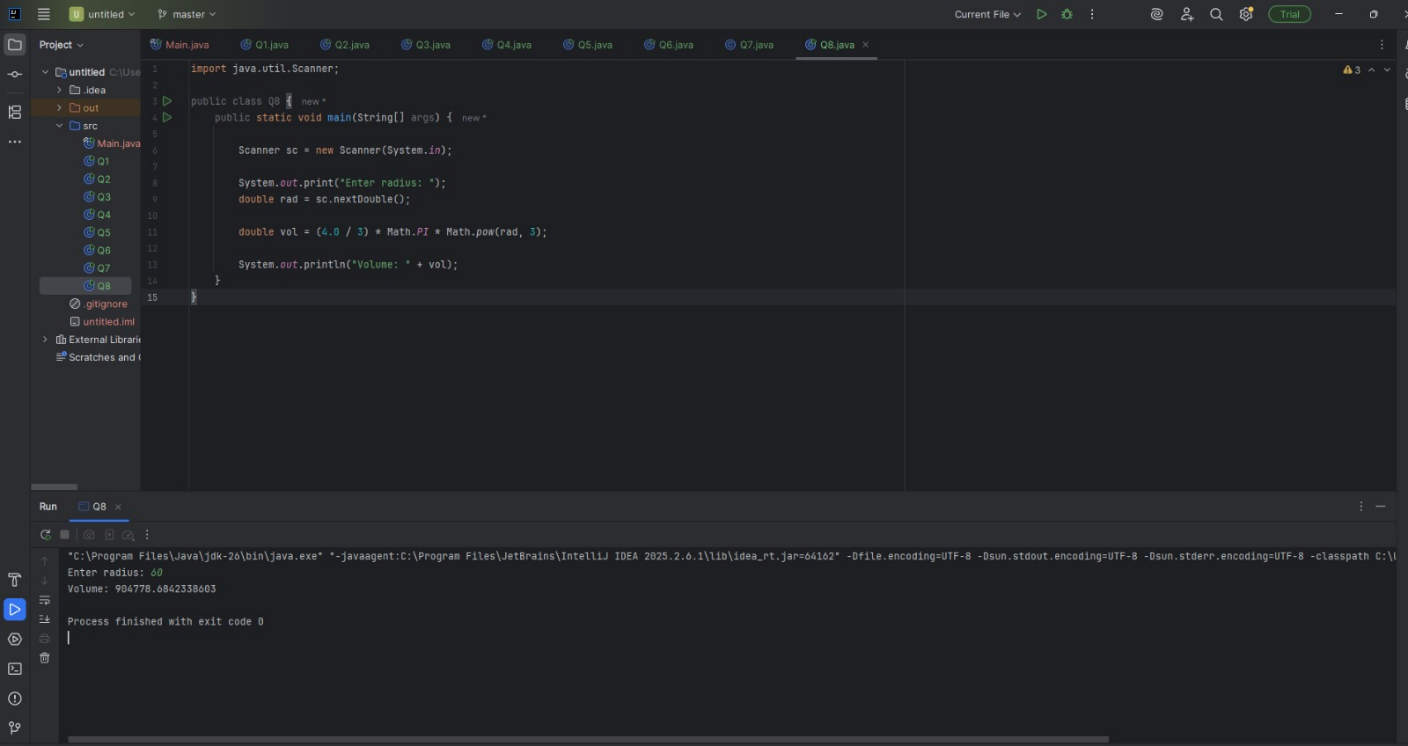 untitled
master
Current File
Trial
Project
Main.java
Q1.java
Q2.java
Q3.java
Q4.java
Q5.java
Q6.java
Q7.java
Q8.java
untitled C:\Use
.idea
out
src
Main.java
Q1
Q2
Q3
Q4
Q5
Q6
Q7
Q8
.gitignore
untitled.iml
External Librarie
Scratches and
3
1 import java.util.Scanner;
2
3 public class Q8 { new *
4 public static void main(String[] args) { new *
5
6 Scanner sc = new Scanner(System.in);
7
8 System.out.print("Enter radius: ");
9 double rad = sc.nextDouble();
10
11 double vol = (4.0 / 3) * Math.PI * Math.pow(rad, 3);
12
13 System.out.println("Volume: " + vol);
14 }
15 }
Run
Q8
"C:\Program Files\Java\jdk-26\bin\java.exe" "-javaagent:C:\Program Files\JetBrains\IntelliJ IDEA 2025.2.6.1\lib\idea_rt.jar=64162" -Dfile.encoding=UTF-8 -Dsun.stdout.encoding=UTF-8 -Dsun.stderr.encoding=UTF-8 -classpath C:\
Enter radius: 60
Volume: 904778.6842338603
Process finished with exit code 0